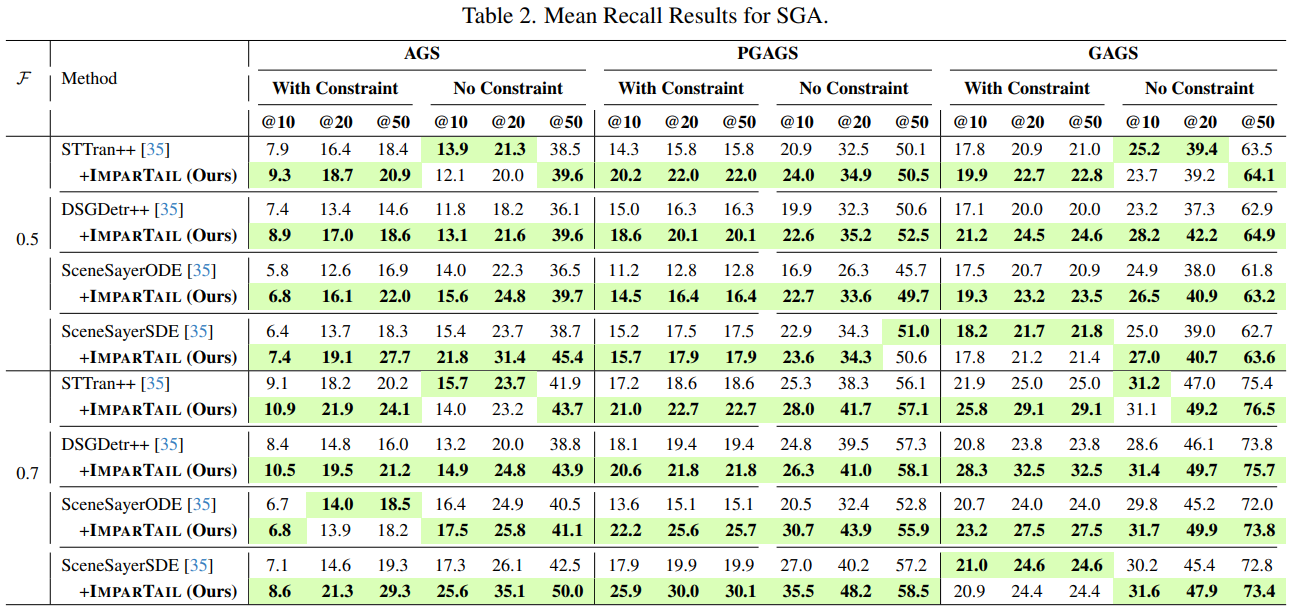 Table 2. Mean Recall Results for SGA.
F Method AGS PGAGS GAGS
With Constraint No Constraint With Constraint No Constraint With Constraint No Constraint
@10 @20 @50 @10 @20 @50 @10 @20 @50 @10 @20 @50 @10 @20 @50 @10 @20 @50
0.5
STTran++ [35] 7.9 16.4 18.4 13.9 21.3 38.5 14.3 15.8 15.8 20.9 32.5 50.1 17.8 20.9 21.0 25.2 39.4 63.5
+IMPARTAIL (Ours) 9.3 18.7 20.9 12.1 20.0 39.6 20.2 22.0 22.0 24.0 34.9 50.5 19.9 22.7 22.8 23.7 39.2 64.1
DSGDetr++ [35] 7.4 13.4 14.6 11.8 18.2 36.1 15.0 16.3 16.3 19.9 32.3 50.6 17.1 20.0 20.0 23.2 37.3 62.9
+IMPARTAIL (Ours) 8.9 17.0 18.6 13.1 21.6 39.6 18.6 20.1 20.1 22.6 35.2 52.5 21.2 24.5 24.6 28.2 42.2 64.9
SceneSayerODE [35] 5.8 12.6 16.9 14.0 22.3 36.5 11.2 12.8 12.8 16.9 26.3 45.7 17.5 20.7 20.9 24.9 38.0 61.8
+IMPARTAIL (Ours) 6.8 16.1 22.0 15.6 24.8 39.7 14.5 16.4 16.4 22.7 33.6 49.7 19.3 23.2 23.5 26.5 40.9 63.2
SceneSayerSDE [35] 6.4 13.7 18.3 15.4 23.7 38.7 15.2 17.5 17.5 22.9 34.3 51.0 18.2 21.7 21.8 25.0 39.0 62.7
+IMPARTAIL (Ours) 7.4 19.1 27.7 21.8 31.4 45.4 15.7 17.9 17.9 23.6 34.3 50.6 17.8 21.2 21.4 27.0 40.7 63.6
0.7
STTran++ [35] 9.1 18.2 20.2 15.7 23.7 41.9 17.2 18.6 18.6 25.3 38.3 56.1 21.9 25.0 25.0 31.2 47.0 75.4
+IMPARTAIL (Ours) 10.9 21.9 24.1 14.0 23.2 43.7 21.0 22.7 22.7 28.0 41.7 57.1 25.8 29.1 29.1 31.1 49.2 76.5
DSGDetr++ [35] 8.4 14.8 16.0 13.2 20.0 38.8 18.1 19.4 19.4 24.8 39.5 57.3 20.8 23.8 23.8 28.6 46.1 73.8
+IMPARTAIL (Ours) 10.5 19.5 21.2 14.9 24.8 43.9 20.6 21.8 21.8 26.3 41.0 58.1 28.3 32.5 32.5 31.4 49.7 75.7
SceneSayerODE [35] 6.7 14.0 18.5 16.4 24.9 40.5 13.6 15.1 15.1 20.5 32.4 52.8 20.7 24.0 24.0 29.8 45.2 72.0
+IMPARTAIL (Ours) 6.8 13.9 18.2 17.5 25.8 41.1 22.2 25.6 25.7 30.7 43.9 55.9 23.2 27.5 27.5 31.7 49.9 73.8
SceneSayerSDE [35] 7.1 14.6 19.3 17.3 26.1 42.5 17.9 19.9 19.9 27.0 40.2 57.2 21.0 24.6 24.6 30.2 45.4 72.8
+IMPARTAIL (Ours) 8.6 21.3 29.3 25.6 35.1 50.0 25.9 30.0 30.1 35.5 48.2 58.5 20.9 24.4 24.4 31.6 47.9 73.4